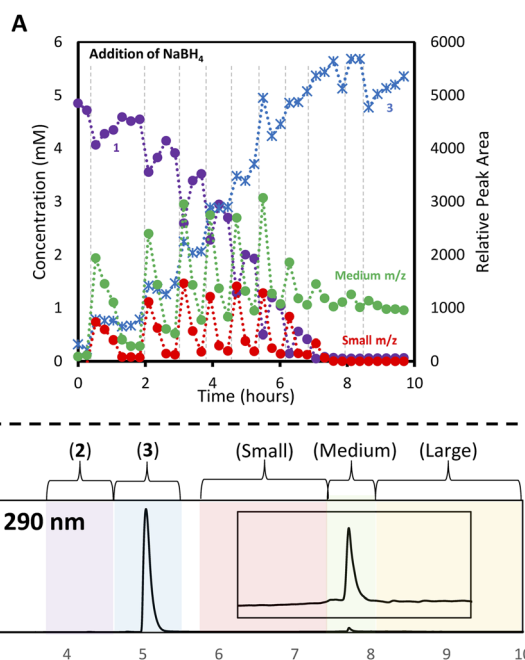 A
Addition of NaBH4
6
5
4
3
2
1
0
Concentration (mM)
6000
5000
4000
3000
2000
1000
0
Relative Peak Area
1
3
Medium m/z
Small m/z
0 2 4 6 8 10
Time (hours)
(2) (3) (Small) (Medium) (Large)
290 nm
4 5 6 7 8 9 10